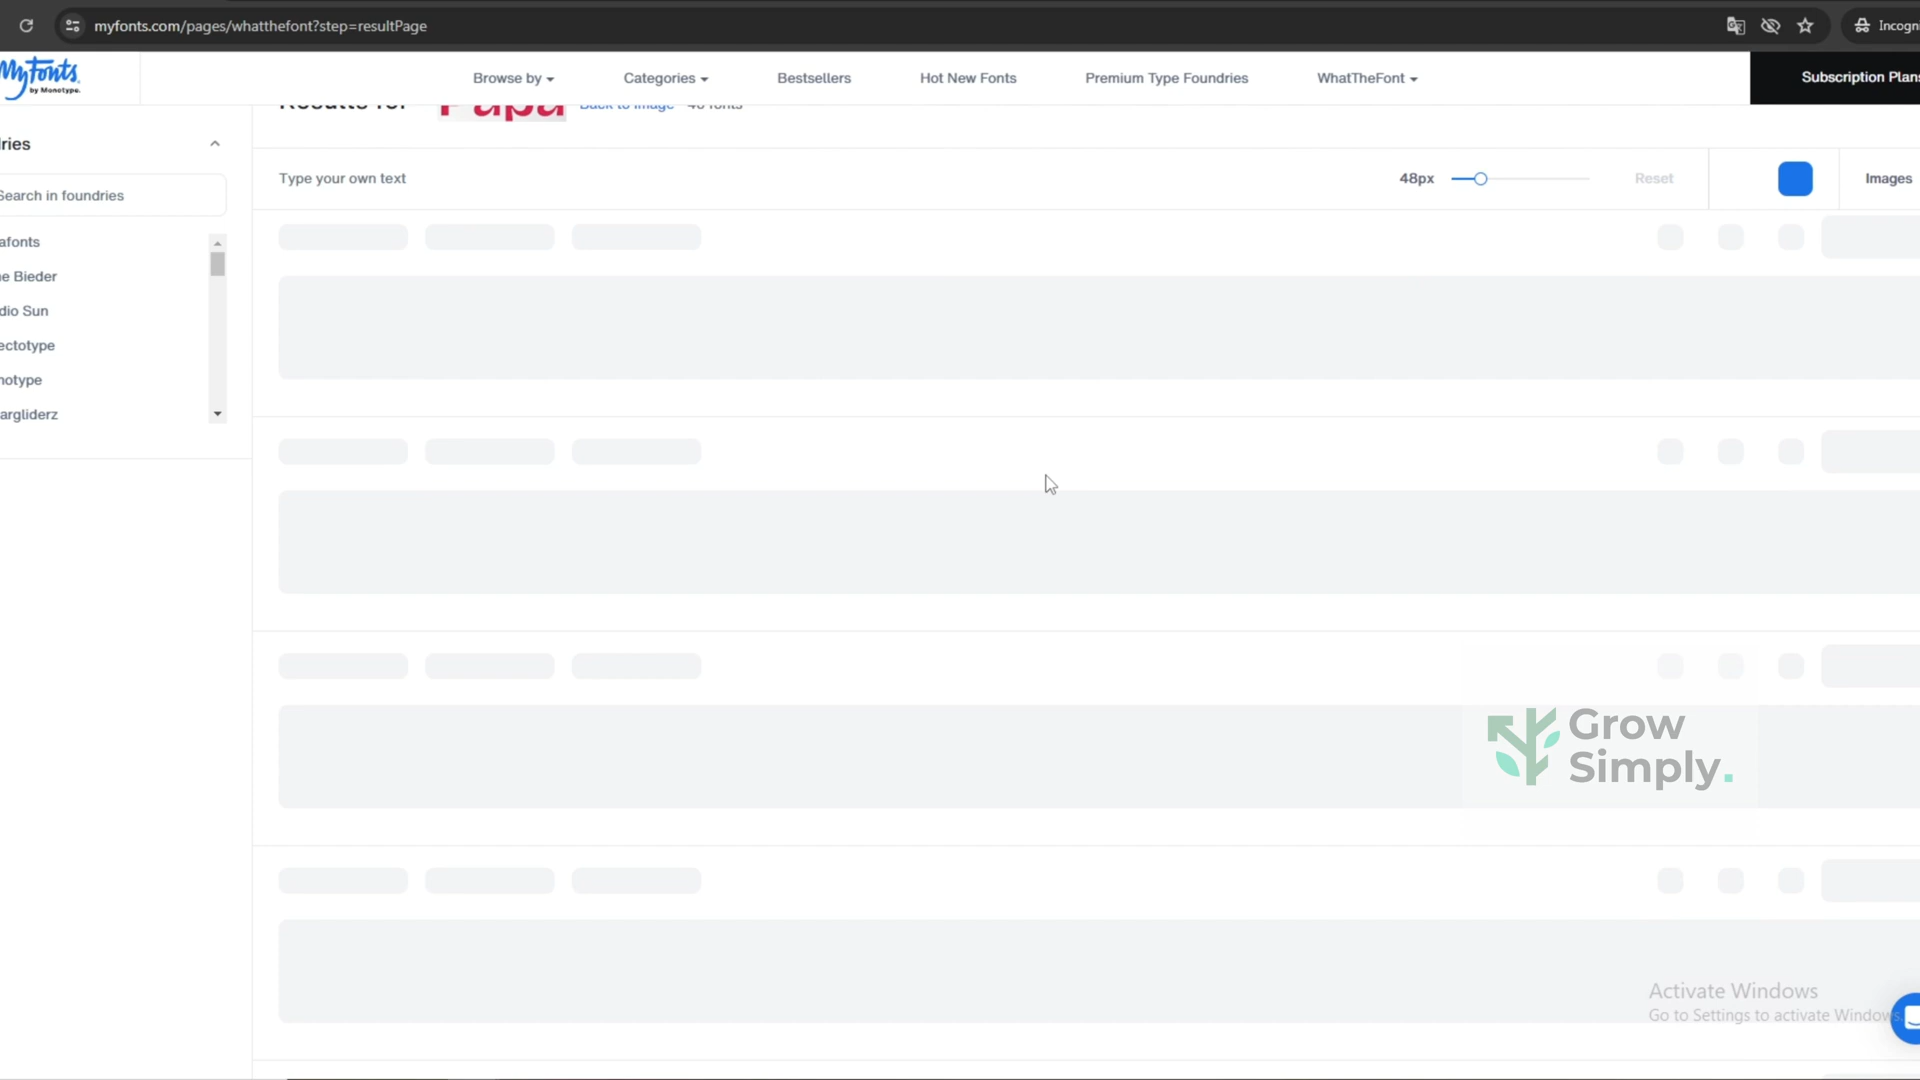 myfonts.com/pages/whatthefont?step=resultPage
Incogni
MyFonts
by Monotype.
Browse by
Categories
Bestsellers
Hot New Fonts
Premium Type Foundries
WhatTheFont
Subscription Plans
Results for
Papa
Back to image
40 fonts
ries
Type your own text
48px
Reset
Images
Search in foundries
afonts
e Bieder
dio Sun
ectotype
notype
argliderz
Grow
Simply.
Activate Windows
Go to Settings to activate Windows.